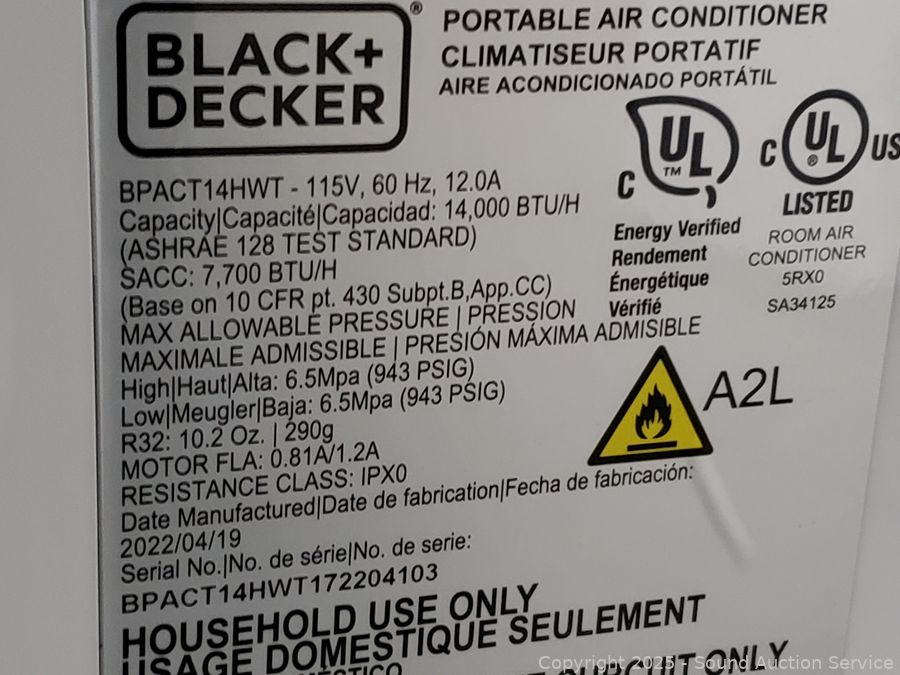 BLACK+
DECKER
®
PORTABLE AIR CONDITIONER
CLIMATISEUR PORTATIF
AIRE ACONDICIONADO PORTÁTIL
C UL ™
Energy Verified
Rendement
Énergétique
Vérifié
C UL ® US
LISTED
ROOM AIR
CONDITIONER
5RX0
SA34125
BPACT14HWT - 115V, 60 Hz, 12.0A
Capacity|Capacité|Capacidad: 14,000 BTU/H
(ASHRAE 128 TEST STANDARD)
SACC: 7,700 BTU/H
(Base on 10 CFR pt. 430 Subpt.B,App.CC)
MAX ALLOWABLE PRESSURE | PRESSION
MAXIMALE ADMISSIBLE | PRESIÓN MÁXIMA ADMISIBLE
High|Haut|Alta: 6.5Mpa (943 PSIG)
Low|Meugler|Baja: 6.5Mpa (943 PSIG)
R32: 10.2 Oz. | 290g
MOTOR FLA: 0.81A/1.2A
RESISTANCE CLASS: IPX0
A2L
Date Manufactured|Date de fabrication|Fecha de fabricación:
2022/04/19
Serial No.|No. de série|No. de serie:
BPACT14HWT172204103
HOUSEHOLD USE ONLY
USAGE DOMESTIQUE SEULEMENT
CIRCUIT ONLY
Copyright 2025 - Sound Auction Service